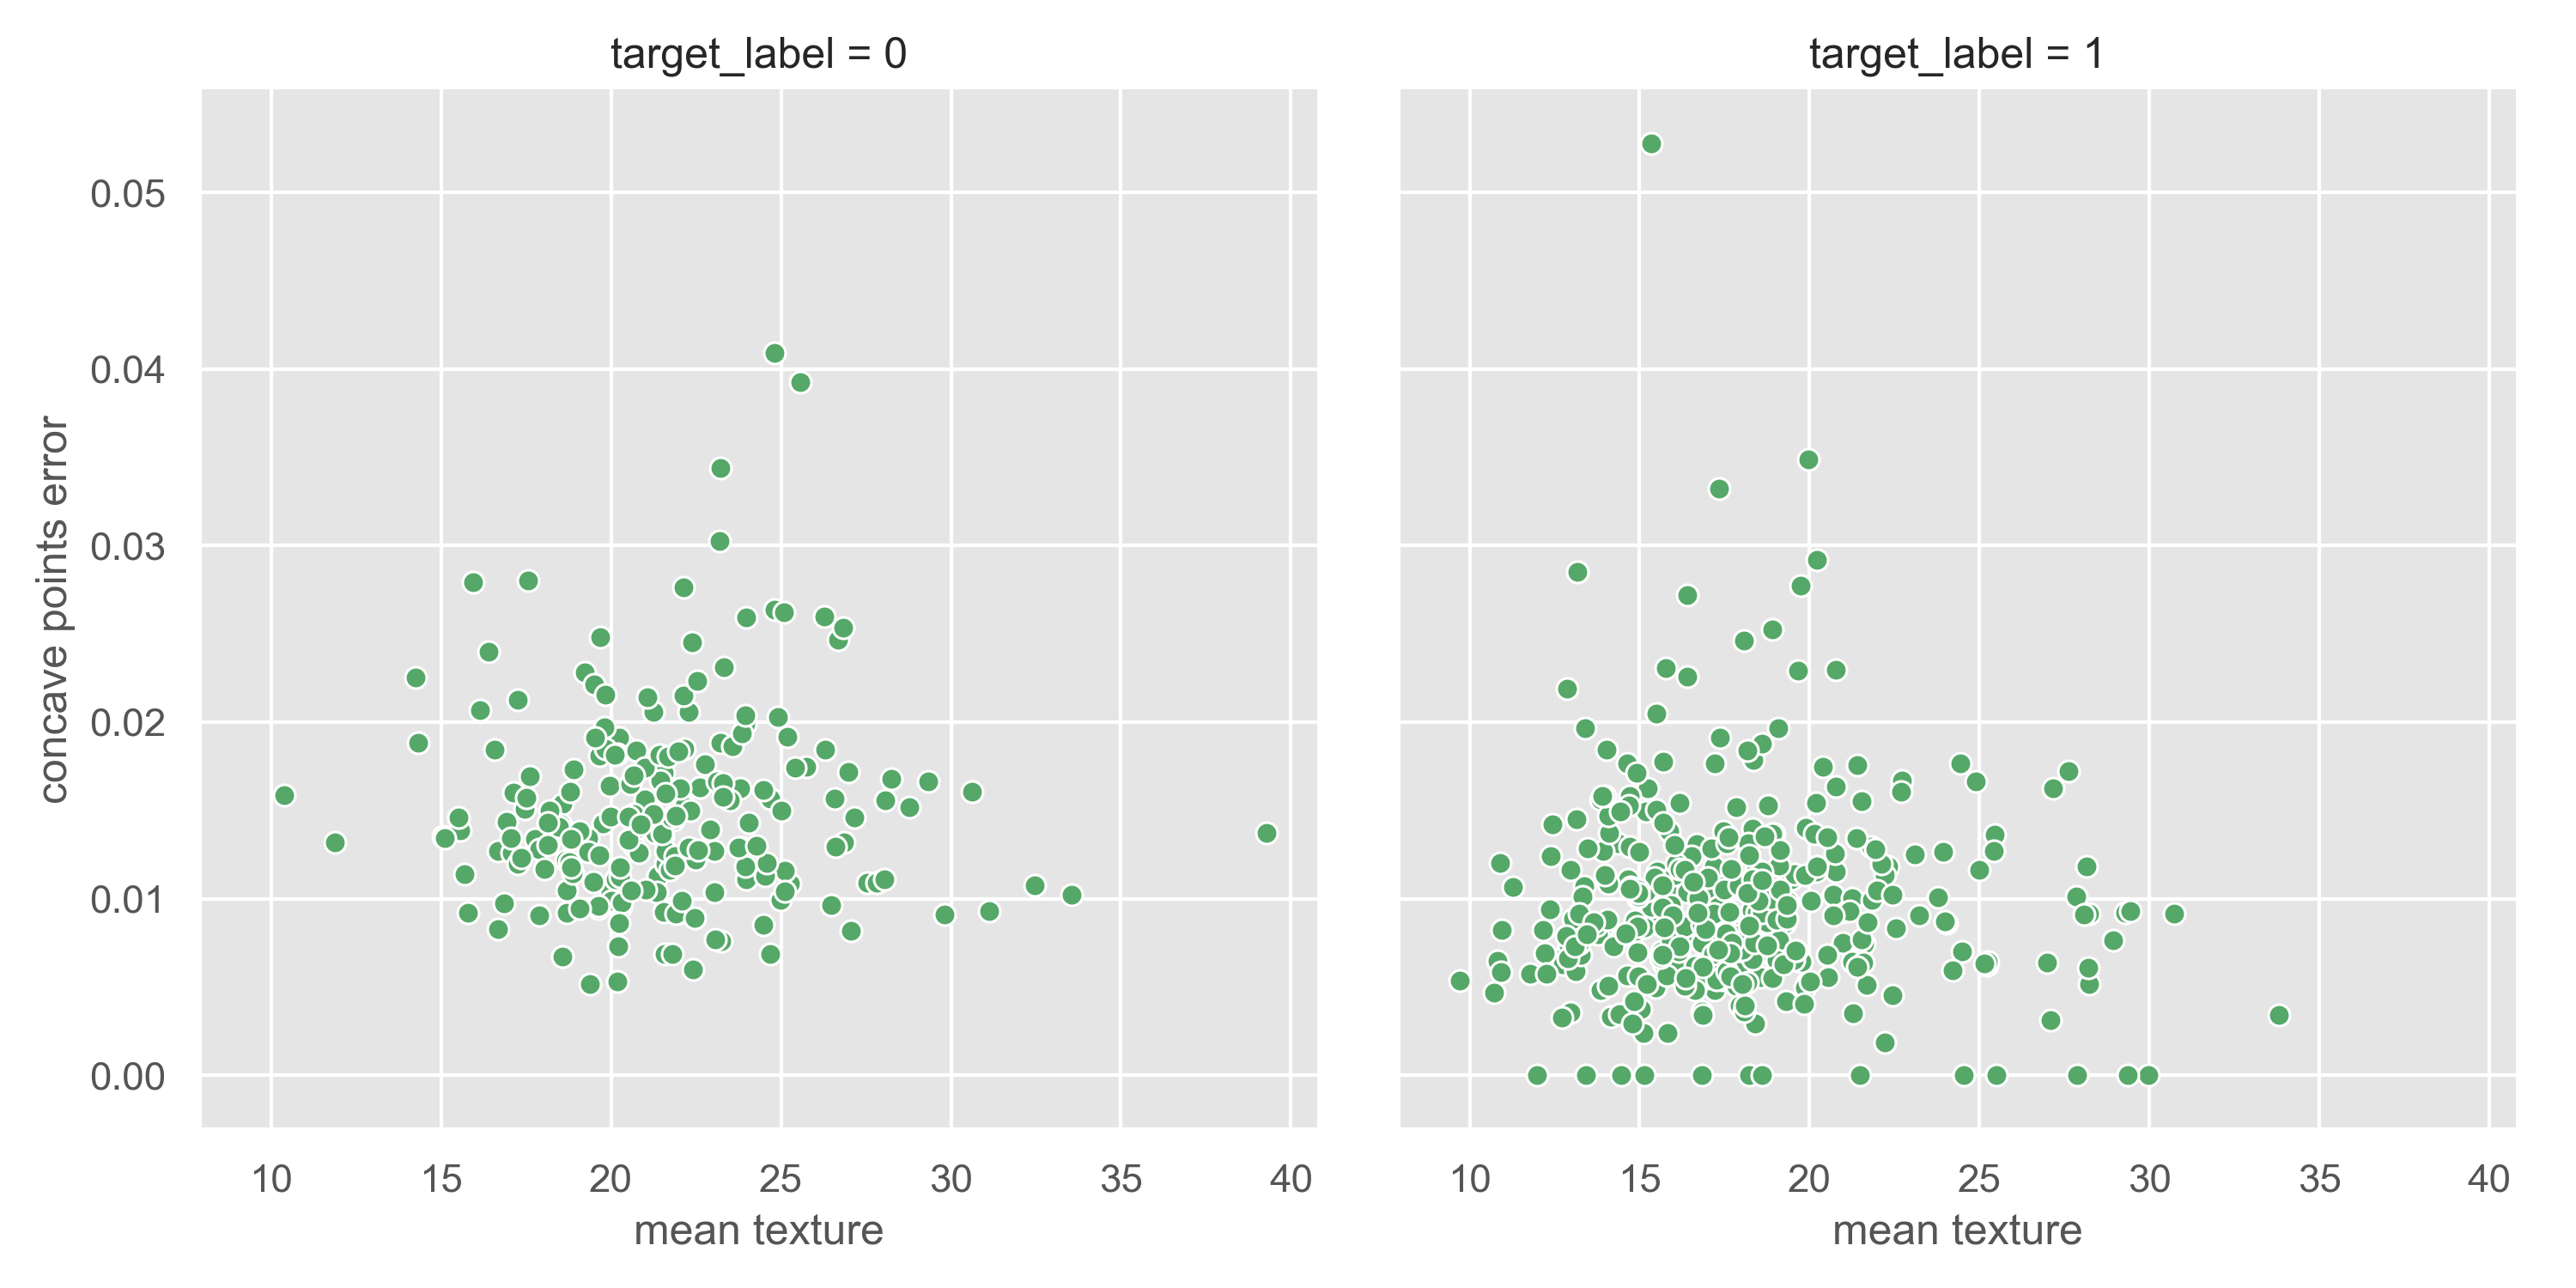 target_label = 0
target_label = 1
concave points error
0.05
0.04
0.03
0.02
0.01
0.00
10 15 20 25 30 35 40
10 15 20 25 30 35 40
mean texture
mean texture